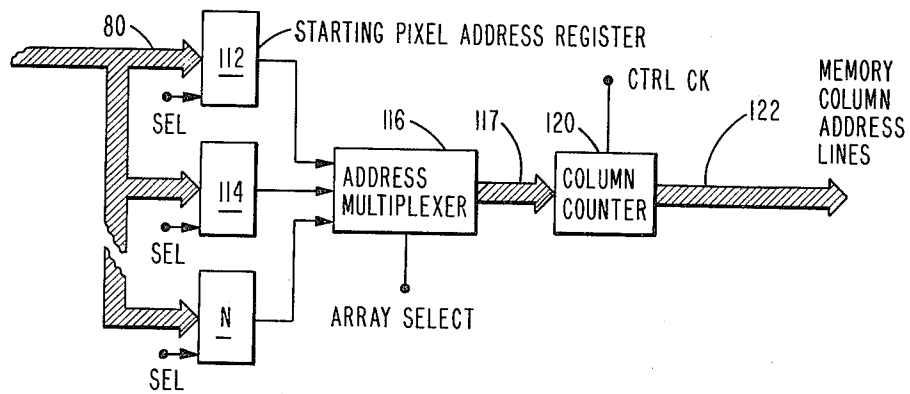 80
112
STARTING PIXEL ADDRESS REGISTER
SEL
CTRL CK
MEMORY
COLUMN
ADDRESS
LINES
116
117
120
122
114
ADDRESS
MULTIPLEXER
COLUMN
COUNTER
SEL
N
ARRAY SELECT
SEL